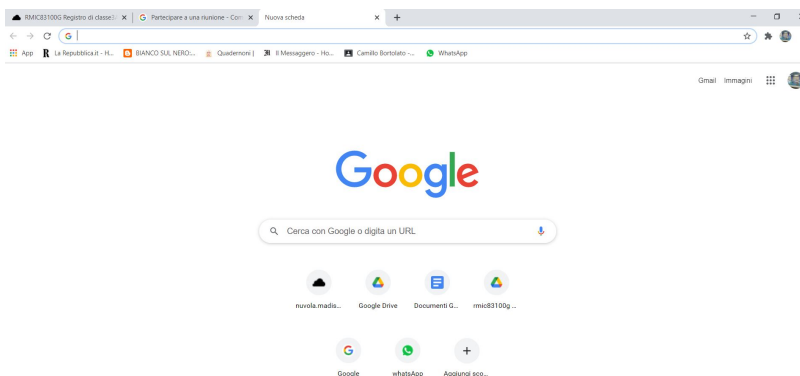 RMIC83100G Registro di classe
Partecipare a una riunione - Com
Nuova scheda
App
La Repubblica.it - H...
BIANCO SUL NERO:...
Quadernoni |
Il Messaggero - Ho...
Camillo Bortolato -...
WhatsApp
Gmail Immagini
Google
Cerca con Google o digita un URL
nuvola.madis... Google Drive Documenti G... rmic83100g ...
Google whatsApp Aggiungi sco...